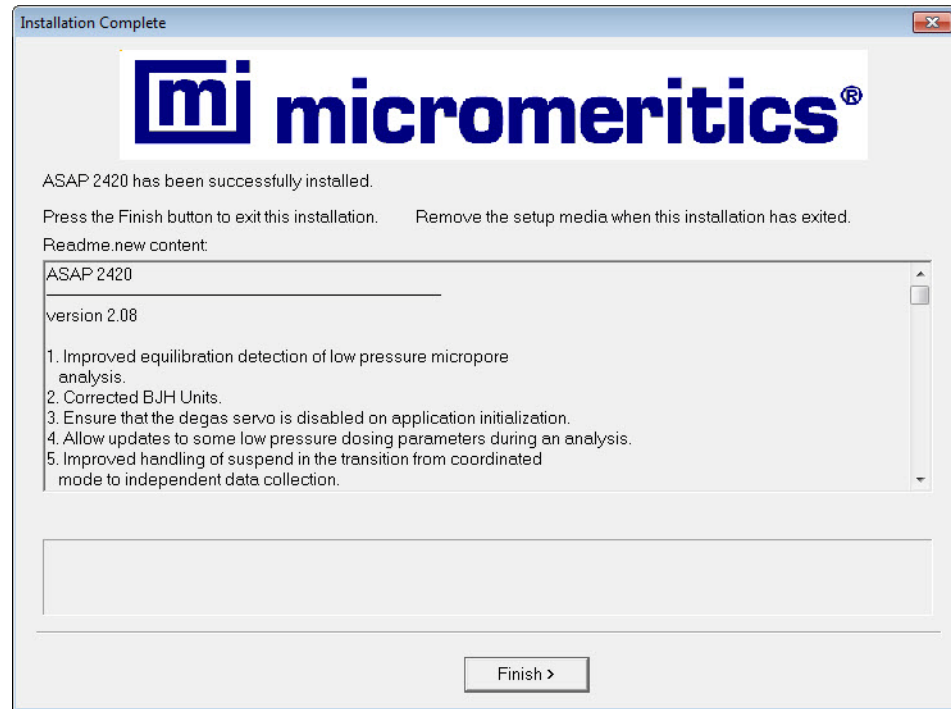 Installation Complete
mi micromeritics®
ASAP 2420 has been successfully installed.
Press the Finish button to exit this installation. Remove the setup media when this installation has exited.
Readme.new content:
ASAP 2420
version 2.08
1. Improved equilibration detection of low pressure micropore
analysis.
2. Corrected BJH Units.
3. Ensure that the degas servo is disabled on application initialization.
4. Allow updates to some low pressure dosing parameters during an analysis.
5. Improved handling of suspend in the transition from coordinated
mode to independent data collection.
Finish >